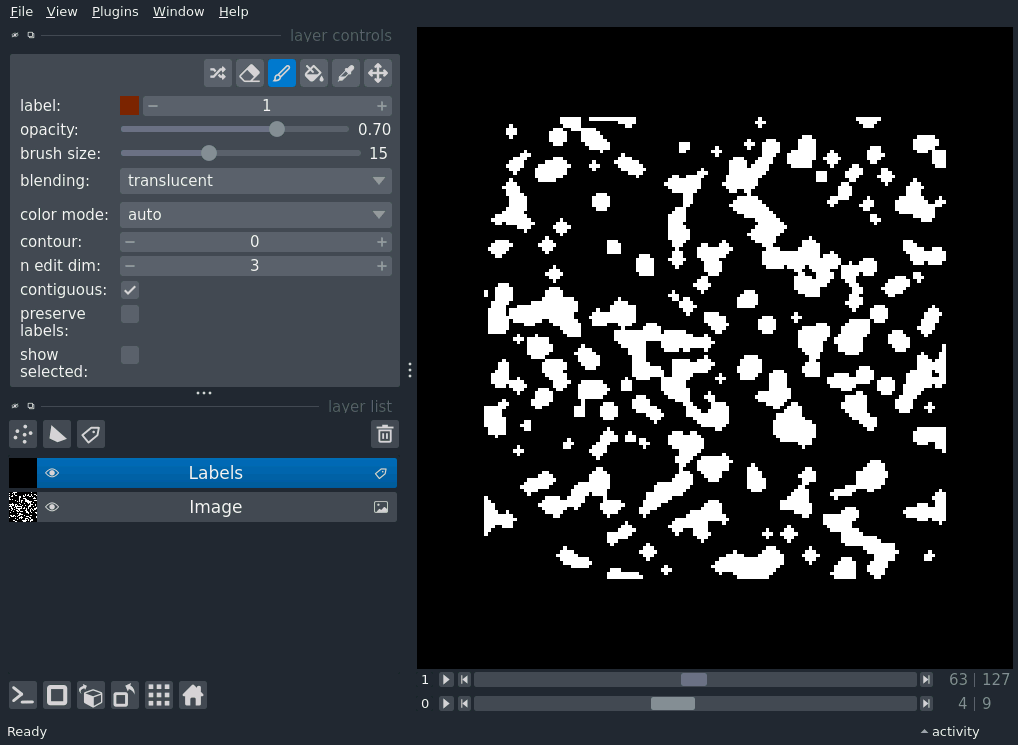 File View Plugins Window Help
layer controls
label: 1
opacity: 0.70
brush size: 15
blending: translucent
color mode: auto
contour: 0
n edit dim: 3
contiguous:
preserve
labels:
show
selected:
layer list
Labels
Image
1 63 | 127
0 4 | 9
Ready activity